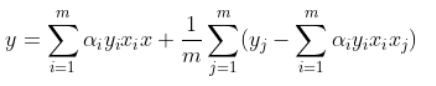 $y = \sum_{i=1}^{m} \alpha_i y_i x_i x + \frac{1}{m} \sum_{j=1}^{m} (y_j - \sum_{i=1}^{m} \alpha_i y_i x_i x_j)$